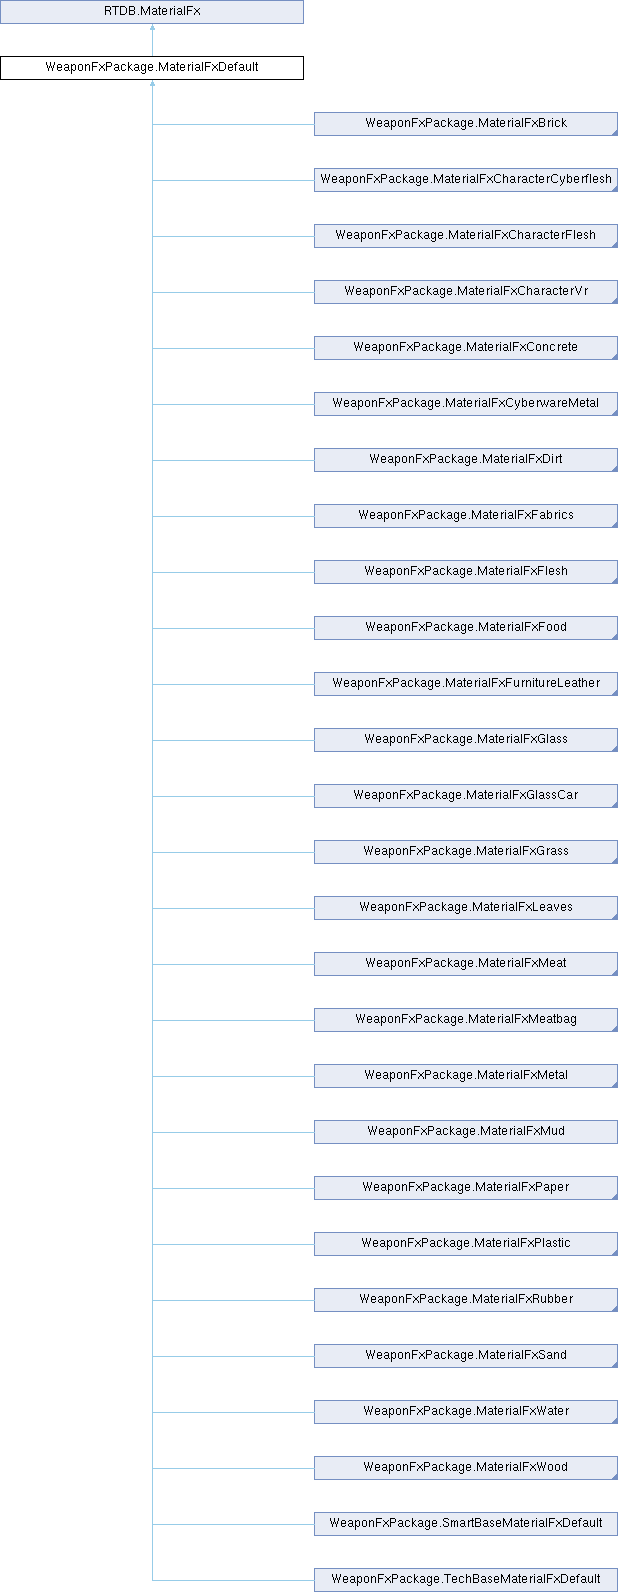 RTDB.MaterialFx
WeaponFxPackage.MaterialFxDefault
WeaponFxPackage.MaterialFxBrick
WeaponFxPackage.MaterialFxCharacterCyberflesh
WeaponFxPackage.MaterialFxCharacterFlesh
WeaponFxPackage.MaterialFxCharacterVr
WeaponFxPackage.MaterialFxConcrete
WeaponFxPackage.MaterialFxCyberwareMetal
WeaponFxPackage.MaterialFxDirt
WeaponFxPackage.MaterialFxFabrics
WeaponFxPackage.MaterialFxFlesh
WeaponFxPackage.MaterialFxFood
WeaponFxPackage.MaterialFxFurnitureLeather
WeaponFxPackage.MaterialFxGlass
WeaponFxPackage.MaterialFxGlassCar
WeaponFxPackage.MaterialFxGrass
WeaponFxPackage.MaterialFxLeaves
WeaponFxPackage.MaterialFxMeat
WeaponFxPackage.MaterialFxMeatbag
WeaponFxPackage.MaterialFxMetal
WeaponFxPackage.MaterialFxMud
WeaponFxPackage.MaterialFxPaper
WeaponFxPackage.MaterialFxPlastic
WeaponFxPackage.MaterialFxRubber
WeaponFxPackage.MaterialFxSand
WeaponFxPackage.MaterialFxWater
WeaponFxPackage.MaterialFxWood
WeaponFxPackage.SmartBaseMaterialFxDefault
WeaponFxPackage.TechBaseMaterialFxDefault